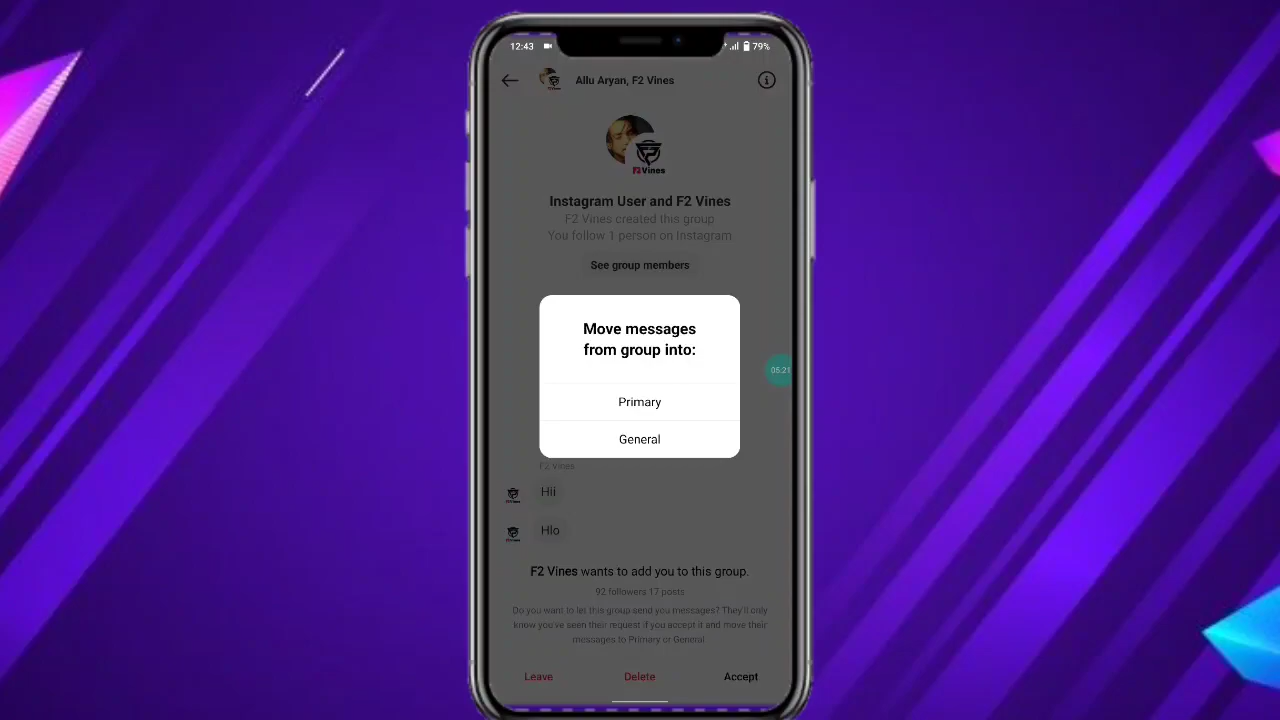 12:43 79%
Allu Aryan, F2 Vines
F2 Vines
Instagram User and F2 Vines
F2 Vines created this group
You follow 1 person on Instagram
See group members
Move messages
from group into:
05:21
Primary
General
F2 Vines
Hii
Hlo
F2 Vines wants to add you to this group.
92 followers 17 posts
Do you want to let this group send you messages? They'll only
know you've seen their request if you accept it and move their
messages to Primary or General
Leave Delete Accept